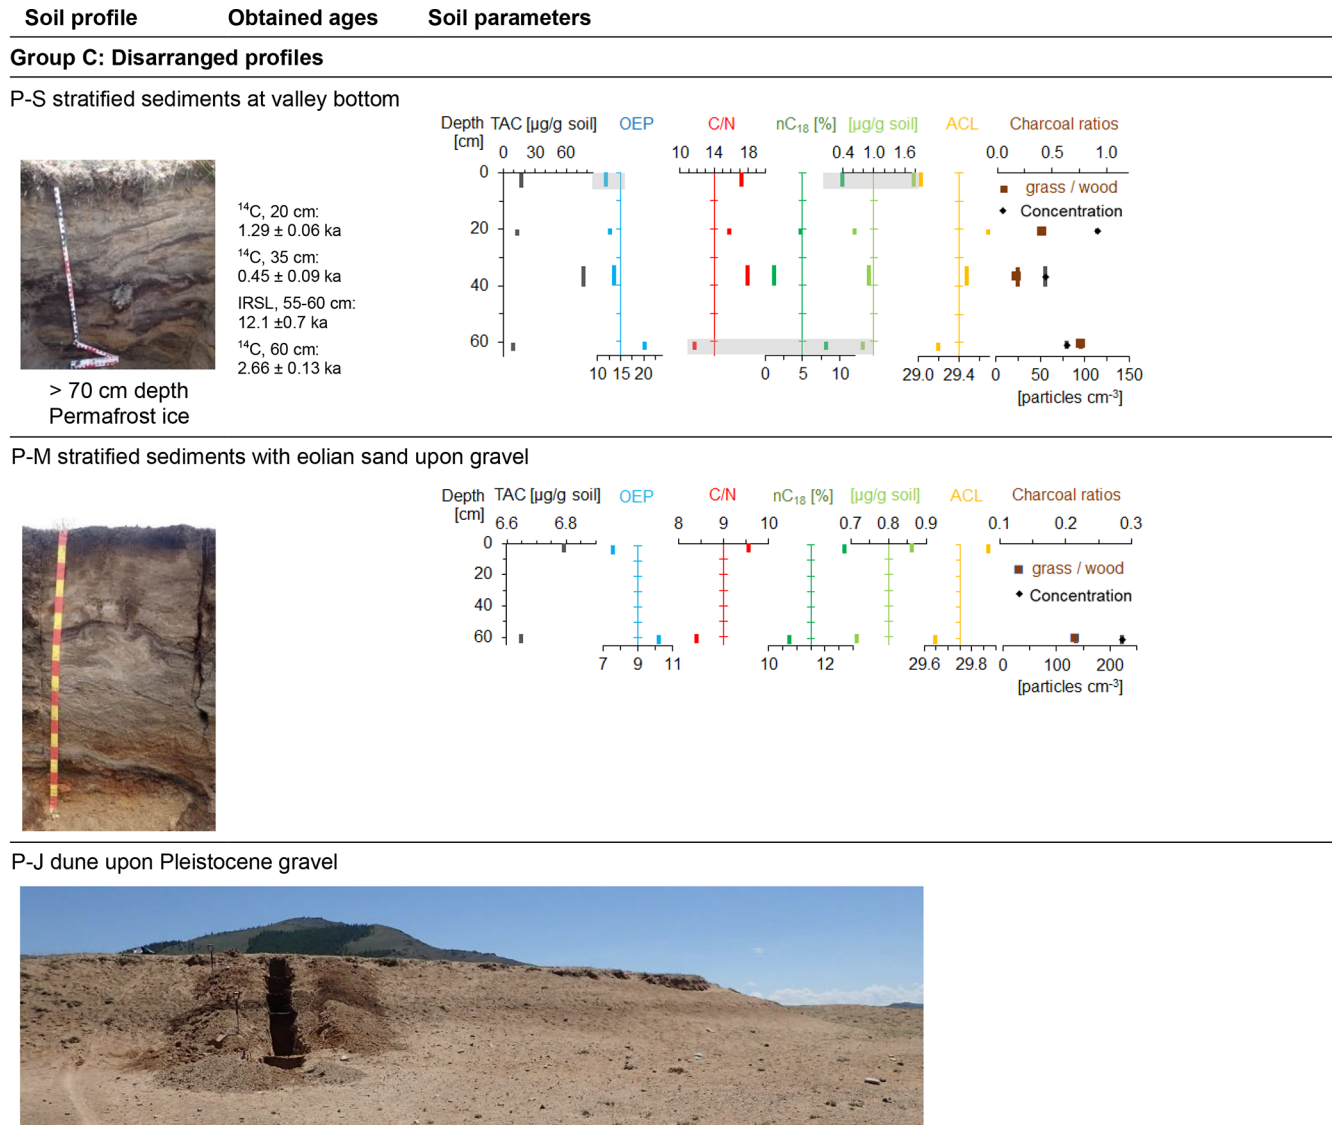 Soil profile Obtained ages Soil parameters
Group C: Disarranged profiles
P-S stratified sediments at valley bottom
Depth [cm] TAC [µg/g soil] OEP C/N nC₁₈ [%] [µg/g soil] ACL Charcoal ratios
0 30 60 10 14 18 0.4 1.0 1.6 0.0 0.5 1.0
0
grass / wood
Concentration
20
40
60
10 15 20 0 5 10 29.0 29.4 0 50 100 150
[particles cm⁻³]
¹⁴C, 20 cm:
1.29 ± 0.06 ka
¹⁴C, 35 cm:
0.45 ± 0.09 ka
IRSL, 55-60 cm:
12.1 ±0.7 ka
¹⁴C, 60 cm:
2.66 ± 0.13 ka
> 70 cm depth
Permafrost ice
P-M stratified sediments with eolian sand upon gravel
Depth [cm] TAC [µg/g soil] OEP C/N nC₁₈ [%] [µg/g soil] ACL Charcoal ratios
6.6 6.8 8 9 10 0.7 0.8 0.9 0.1 0.2 0.3
0
grass / wood
20
Concentration
40
60
7 9 11 10 12 29.6 29.8 0 100 200
[particles cm⁻³]
P-J dune upon Pleistocene gravel